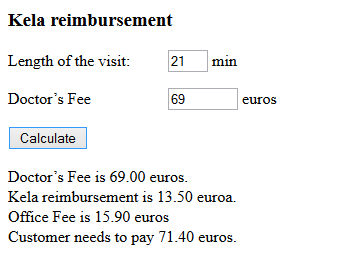 Kela reimbursement
Length of the visit: 21 min
Doctor’s Fee 69 euros
Calculate
Doctor’s Fee is 69.00 euros.
Kela reimbursement is 13.50 euroa.
Office Fee is 15.90 euros
Customer needs to pay 71.40 euros.